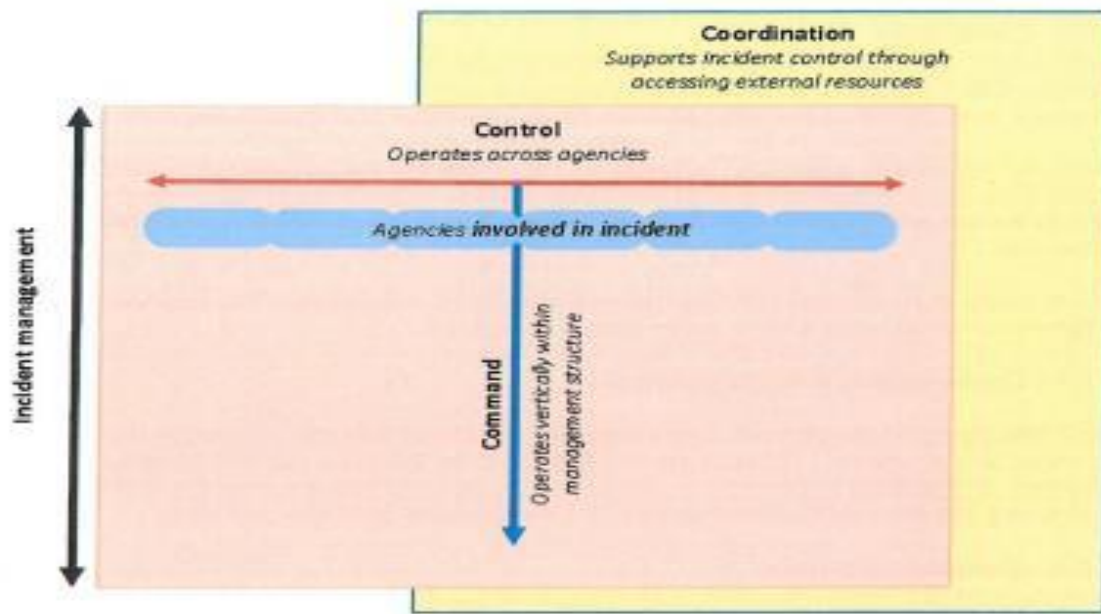 Coordination
Supports incident control through
accessing external resources
Control
Operates across agencies
Agencies involved in incident
Incident management
Command
Operates vertically within
management structure